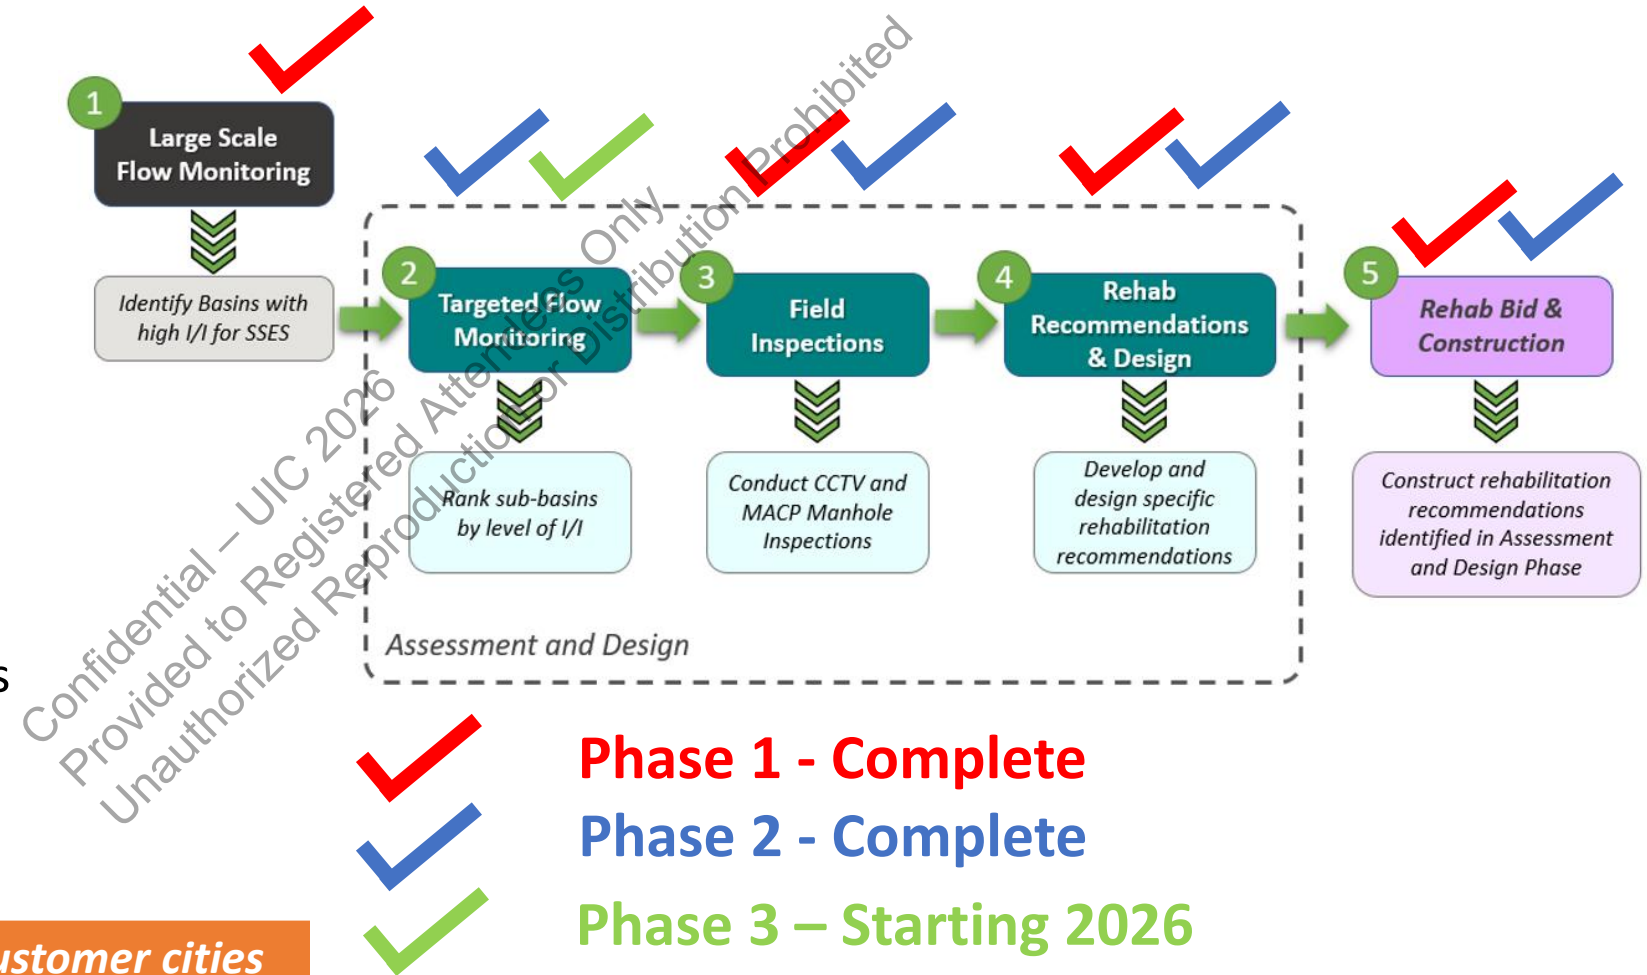 1
Large Scale
Flow Monitoring
Identify Basins with
high I/I for SSES
2
Targeted Flow
Monitoring
Rank sub-basins
by level of I/I
3
Field
Inspections
Conduct CCTV and
MACP Manhole
Inspections
4
Rehab
Recommendations
& Design
Develop and
design specific
rehabilitation
recommendations
5
Rehab Bid &
Construction
Construct rehabilitation
recommendations
identified in Assessment
and Design Phase
Assessment and Design
s
Confidential – UIC 2026
Provided to Registered Attendees Only
Unauthorized Reproduction or Distribution Prohibited
Phase 1 - Complete
Phase 2 - Complete
Phase 3 – Starting 2026
ustomer cities